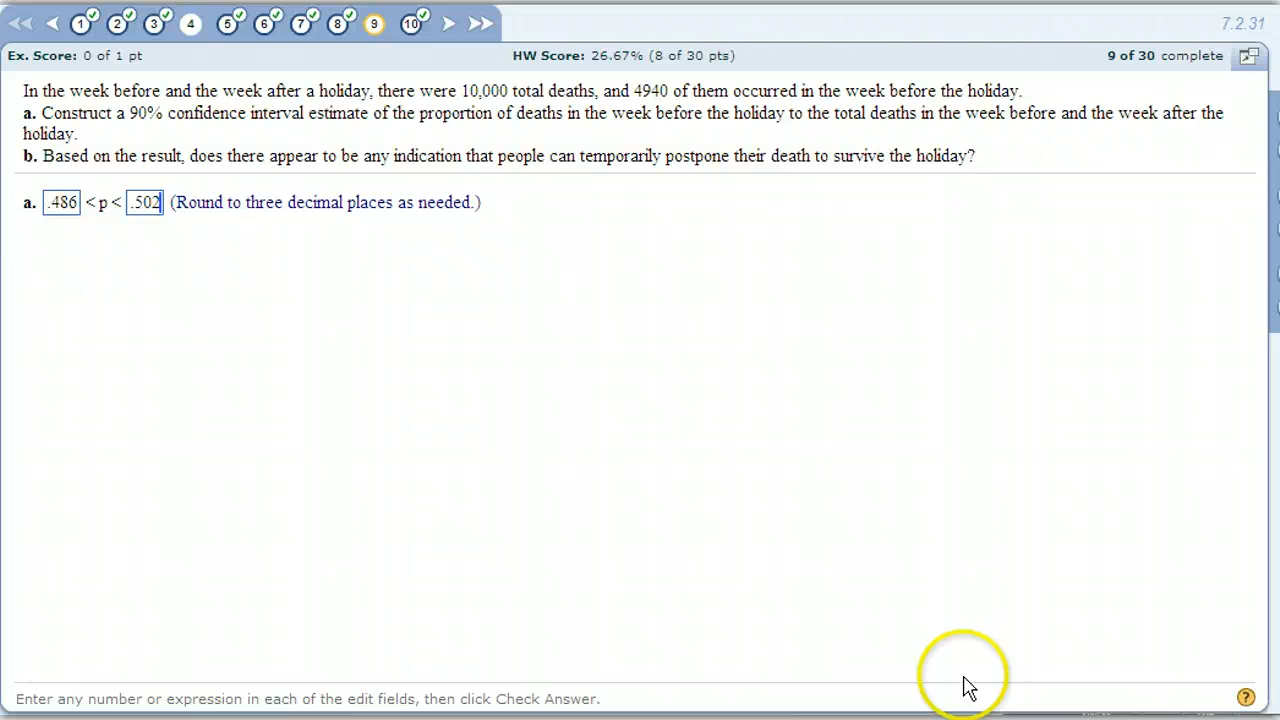 1 2 3 4 5 6 7 8 9 10
7.2.31
Ex. Score: 0 of 1 pt HW Score: 26.67% (8 of 30 pts) 9 of 30 complete
In the week before and the week after a holiday, there were 10,000 total deaths, and 4940 of them occurred in the week before the holiday.
a. Construct a 90% confidence interval estimate of the proportion of deaths in the week before the holiday to the total deaths in the week before and the week after the
holiday.
b. Based on the result, does there appear to be any indication that people can temporarily postpone their death to survive the holiday?
a. .486 < p < .502 (Round to three decimal places as needed.)
Enter any number or expression in each of the edit fields, then click Check Answer. ?